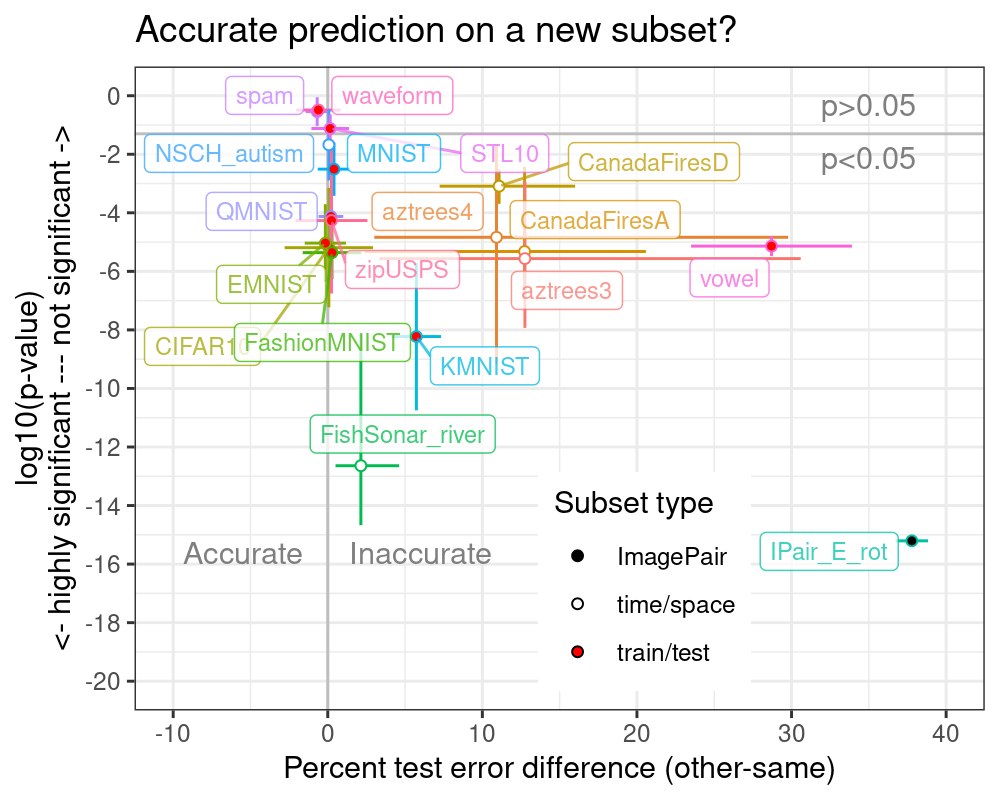 Accurate prediction on a new subset?
log10(p-value)
<- highly significant --- not significant ->
0
-2
-4
-6
-8
-10
-12
-14
-16
-18
-20
p>0.05
p<0.05
spam
waveform
NSCH_autism
MNIST
STL10
CanadaFiresD
QMNIST
aztrees4
CanadaFiresA
zipUSPS
vowel
EMNIST
aztrees3
CIFAR10
FashionMNIST
KMNIST
FishSonar_river
Accurate
Inaccurate
IPair_E_rot
Subset type
ImagePair
time/space
train/test
-10
0
10
20
30
40
Percent test error difference (other-same)